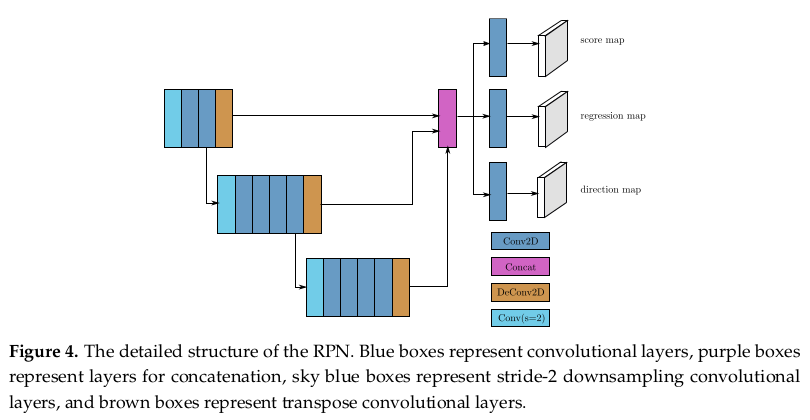 score map
regression map
direction map
Conv2D
Concat
DeConv2D
Conv(s=2)
Figure 4. The detailed structure of the RPN. Blue boxes represent convolutional layers, purple boxes
represent layers for concatenation, sky blue boxes represent stride-2 downsampling convolutional
layers, and brown boxes represent transpose convolutional layers.